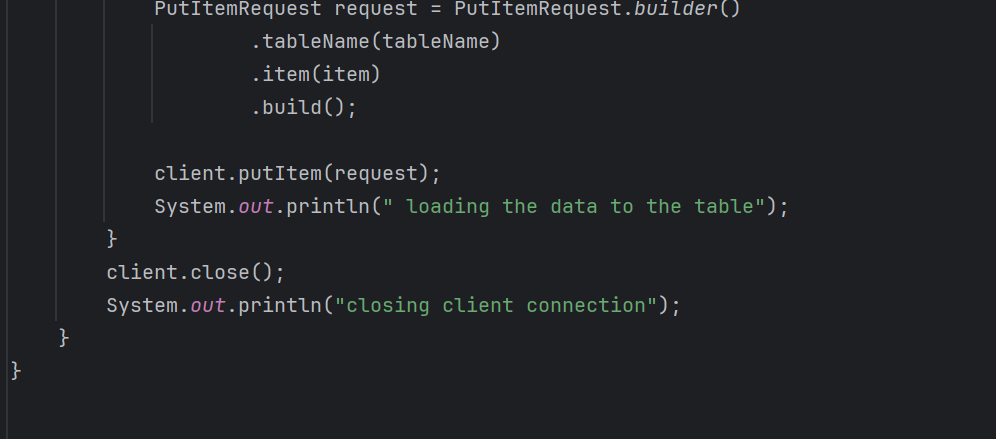 PutItemRequest request = PutItemRequest.builder()
.tableName(tableName)
.item(item)
.build();
client.putItem(request);
System.out.println(" loading the data to the table");
}
client.close();
System.out.println("closing client connection");
}
}